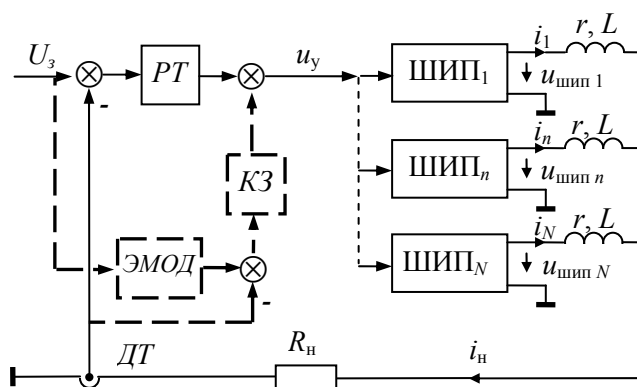 U_з
РТ
u_у
ШИП_1
i_1
r, L
u_шип 1
-
ШИП_n
i_n
r, L
u_шип n
КЗ
ЭМОД
ШИП_N
i_N
r, L
u_шип N
-
ДТ
R_н
i_н